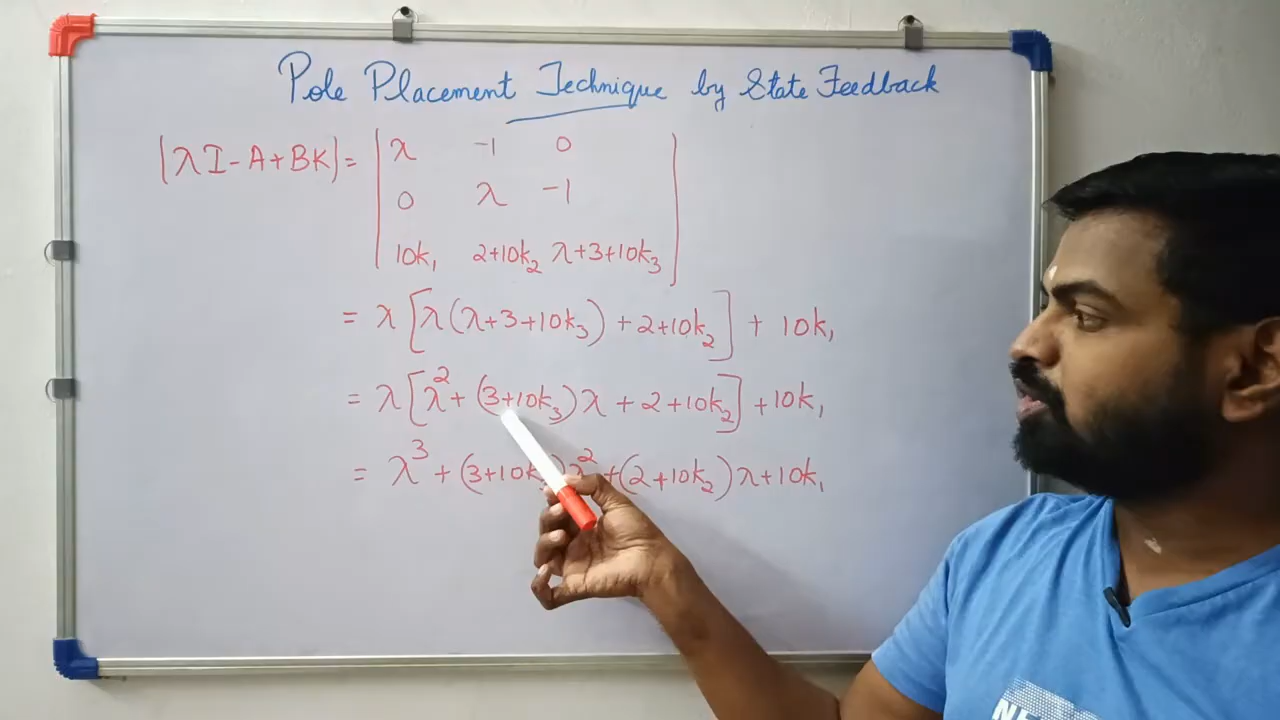 Pole Placement Technique by State Feedback
|λI-A+BK| = | λ -1 0
0 λ -1
10k₁ 2+10k₂ λ+3+10k₃ |
= λ[λ(λ+3+10k₃)+2+10k₂] + 10k₁
= λ[λ²+(3+10k₃)λ+2+10k₂]+10k₁
= λ³+(3+10k )λ²+(2+10k₂)λ+10k₁